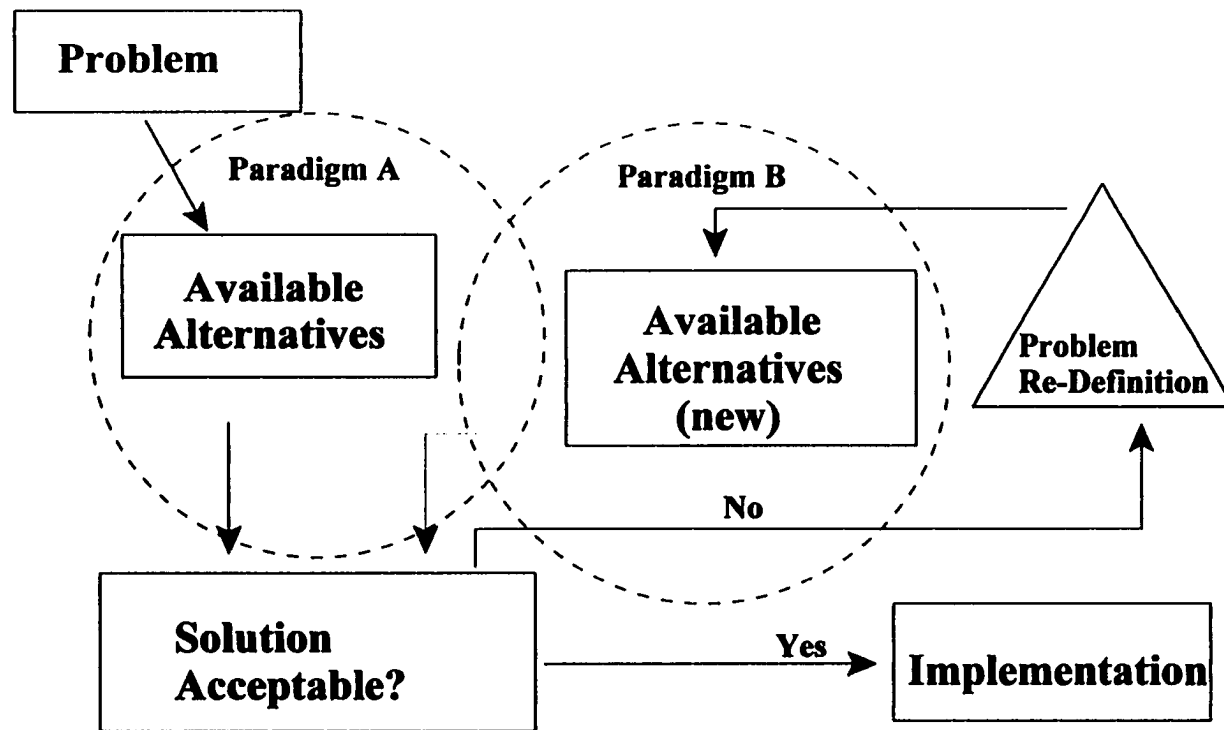 Problem
Paradigm A
Paradigm B
Available
Alternatives
Available
Alternatives
(new)
Problem
Re-Definition
No
Solution
Acceptable?
Yes
Implementation